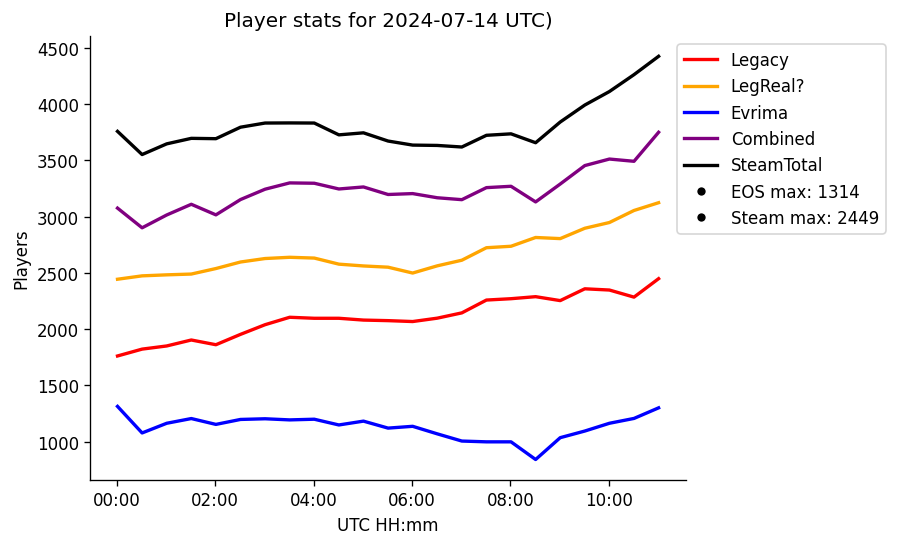 Player stats for 2024-07-14 UTC)
4500
4000
3500
3000
2500
2000
1500
1000
Players
00:00 02:00 04:00 06:00 08:00 10:00
UTC HH:mm
Legacy
LegReal?
Evrima
Combined
SteamTotal
EOS max: 1314
Steam max: 2449